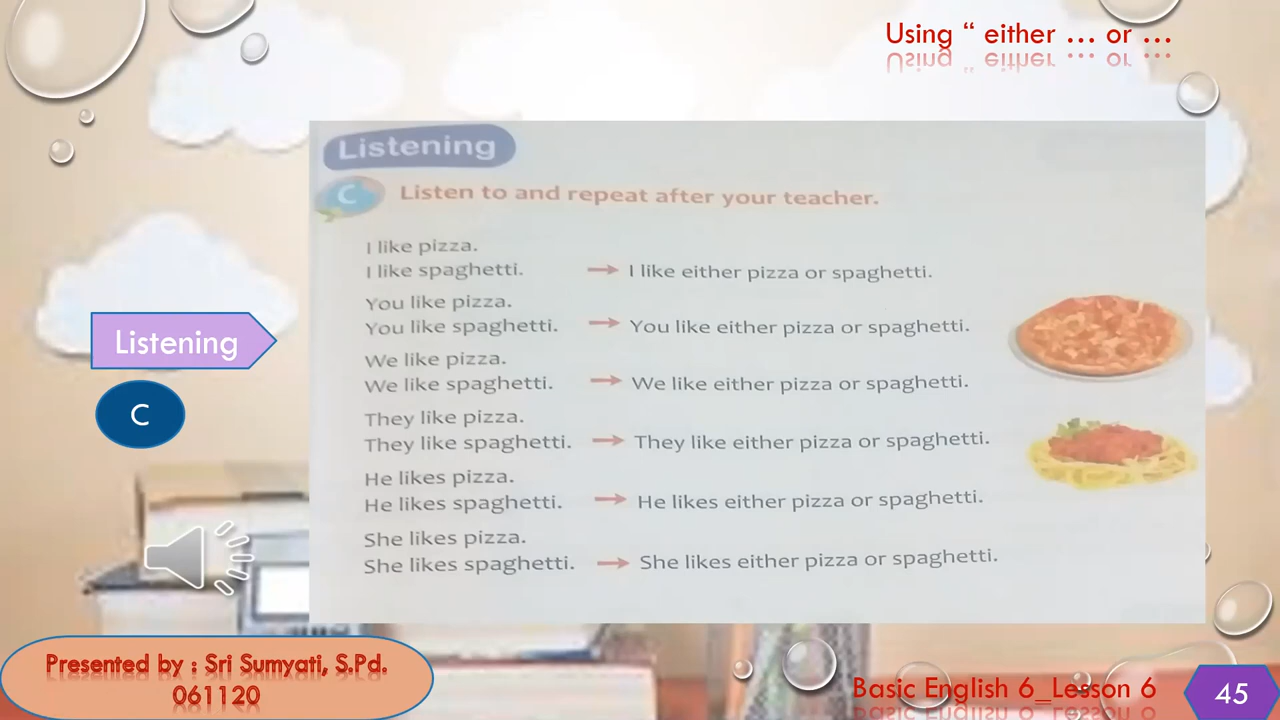 Using “ either … or …
Listening
C Listen to and repeat after your teacher.
I like pizza.
I like spaghetti. → I like either pizza or spaghetti.
You like pizza.
You like spaghetti. → You like either pizza or spaghetti.
We like pizza.
We like spaghetti. → We like either pizza or spaghetti.
They like pizza.
They like spaghetti. → They like either pizza or spaghetti.
He likes pizza.
He likes spaghetti. → He likes either pizza or spaghetti.
She likes pizza.
She likes spaghetti. → She likes either pizza or spaghetti.
Listening
C
Presented by : Sri Sumyati, S.Pd.
061120
Basic English 6_Lesson 6
45